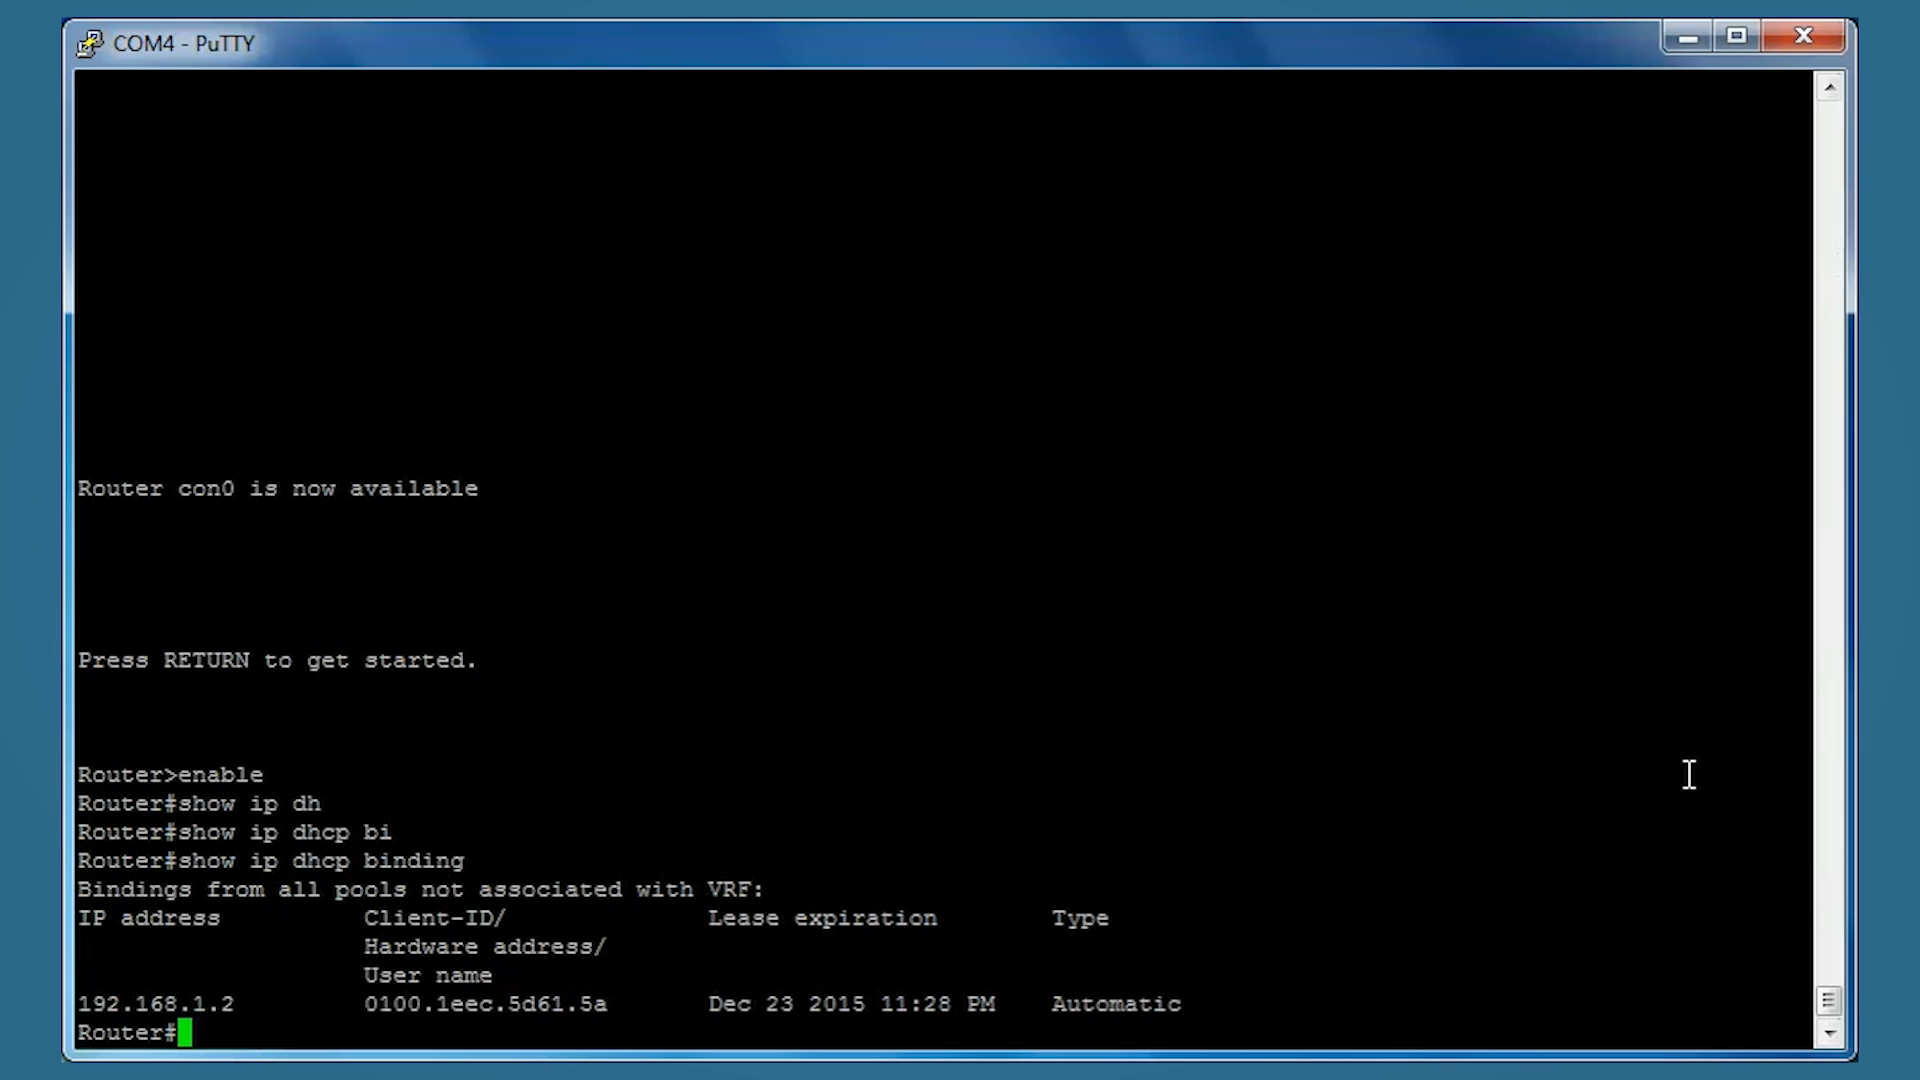 COM4 - PuTTY
Router con0 is now available
Press RETURN to get started.
Router>enable
Router#show ip dh
Router#show ip dhcp bi
Router#show ip dhcp binding
Bindings from all pools not associated with VRF:
IP address          Client-ID/              Lease expiration        Type
                    Hardware address/
                    User name
192.168.1.2         0100.1eec.5d61.5a       Dec 23 2015 11:28 PM    Automatic
Router#